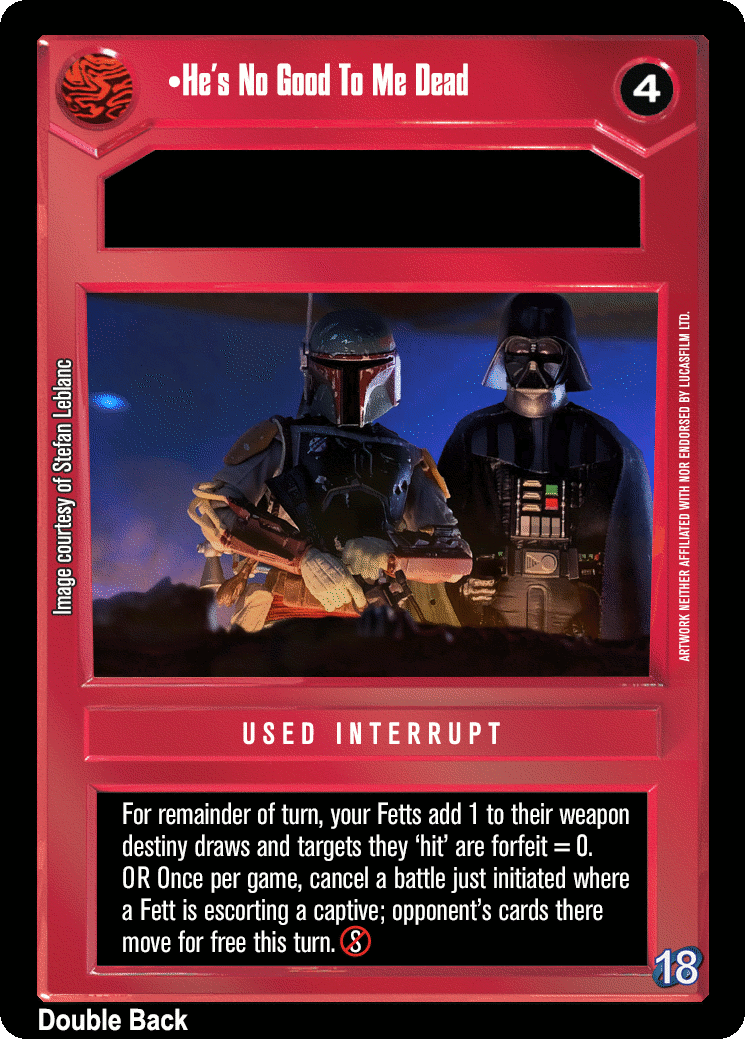 •He's No Good To Me Dead
4
Image courtesy of Stefan Leblanc
ARTWORK NEITHER AFFILIATED WITH NOR ENDORSED BY LUCASFILM LTD.
USED INTERRUPT
For remainder of turn, your Fetts add 1 to their weapon
destiny draws and targets they ‘hit’ are forfeit = 0.
OR Once per game, cancel a battle just initiated where
a Fett is escorting a captive; opponent's cards there
move for free this turn. S
18
Double Back